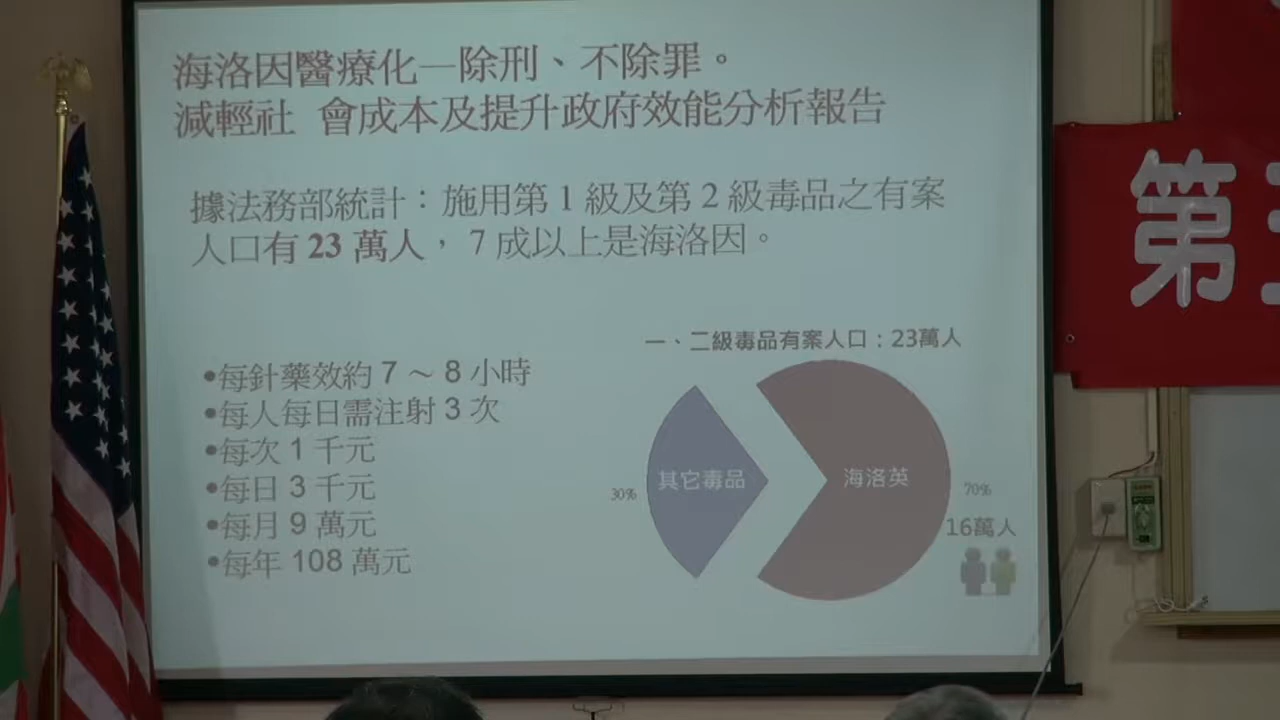 海洛因醫療化—除刑、不除罪。
減輕社 會成本及提升政府效能分析報告
據法務部統計：施用第 1 級及第 2 級毒品之有案
人口有 23 萬人， 7 成以上是海洛因。
•每針藥效約 7 ～ 8 小時
•每人每日需注射 3 次
•每次 1 千元
•每日 3 千元
•每月 9 萬元
•每年 108 萬元
一、二級毒品有案人口：23萬人
其它毒品
30%
海洛英
70%
16萬人
第